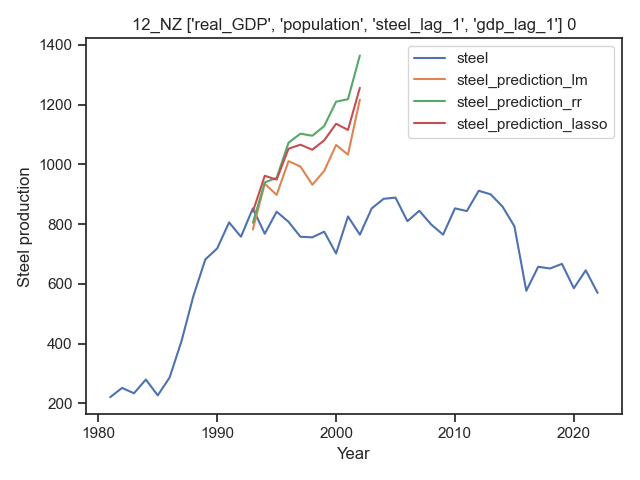 12_NZ ['real_GDP', 'population', 'steel_lag_1', 'gdp_lag_1'] 0
1400
1200
1000
800
600
400
200
Steel production
steel
steel_prediction_lm
steel_prediction_rr
steel_prediction_lasso
1980
1990
2000
2010
2020
Year